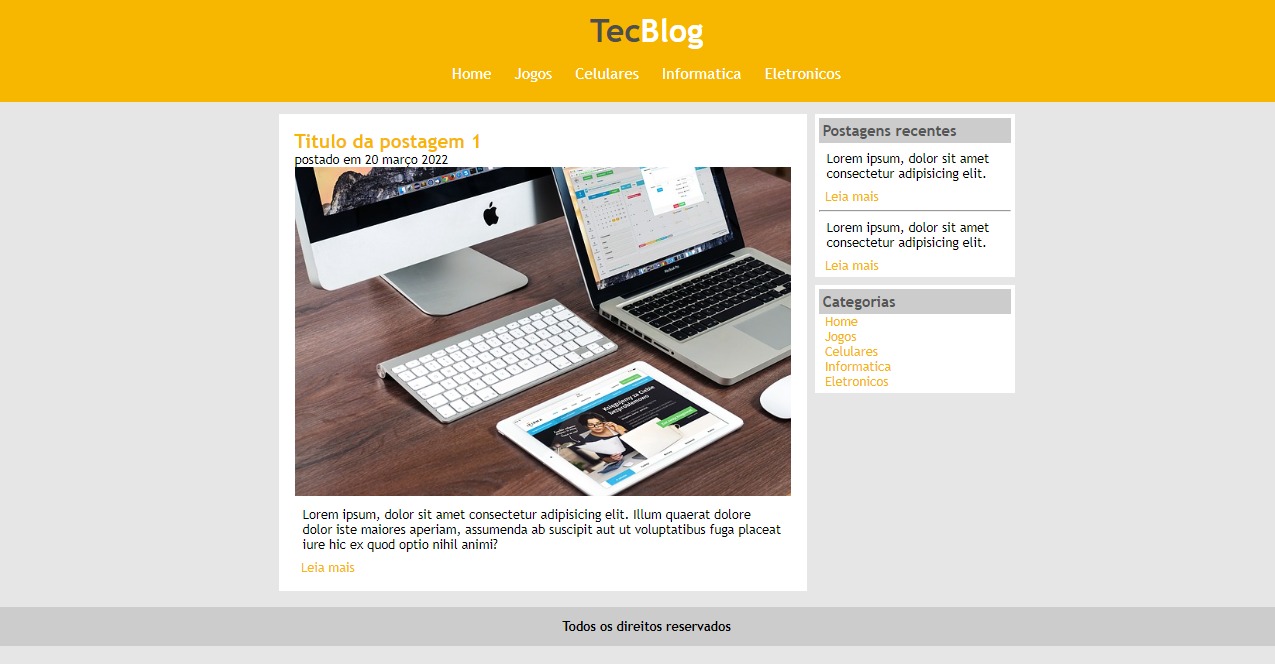 TecBlog
Home Jogos Celulares Informatica Eletronicos
Titulo da postagem 1
postado em 20 março 2022
Księgujemy za Ciebie
bezproblemowo
Lorem ipsum, dolor sit amet consectetur adipisicing elit. Illum quaerat dolore
dolor iste maiores aperiam, assumenda ab suscipit aut ut voluptatibus fuga placeat
iure hic ex quod optio nihil animi?
Leia mais
Postagens recentes
Lorem ipsum, dolor sit amet
consectetur adipisicing elit.
Leia mais
Lorem ipsum, dolor sit amet
consectetur adipisicing elit.
Leia mais
Categorias
Home
Jogos
Celulares
Informatica
Eletronicos
Todos os direitos reservados